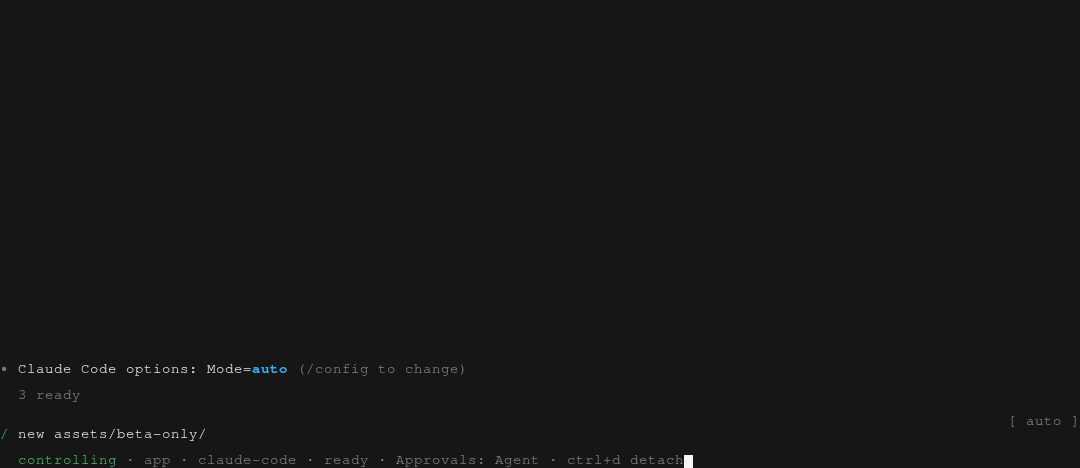 • Claude Code options: Mode=auto (/config to change)
3 ready
[ auto ]
/ new assets/beta-only/
controlling · app · claude-code · ready · Approvals: Agent · ctrl+d detach